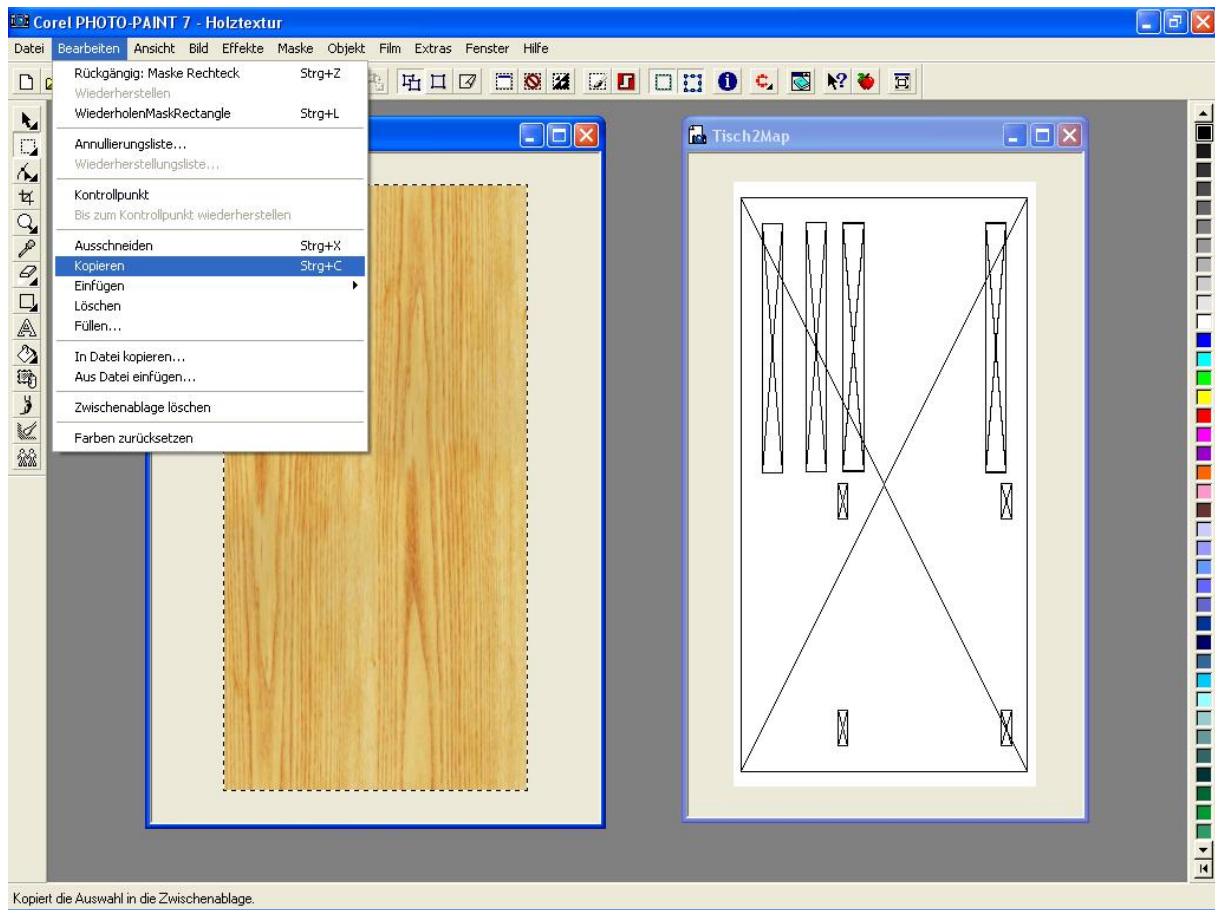 Corel PHOTO-PAINT 7 - Holztextur
Datei Bearbeiten Ansicht Bild Effekte Maske Objekt Film Extras Fenster Hilfe
Rückgängig: Maske Rechteck Strg+Z
Wiederherstellen
WiederholenMaskRectangle Strg+L
Annullierungsliste...
Wiederherstellungsliste...
Kontrollpunkt
Bis zum Kontrollpunkt wiederherstellen
Ausschneiden Strg+X
Kopieren Strg+C
Einfügen
Löschen
Füllen...
In Datei kopieren...
Aus Datei einfügen...
Zwischenablage löschen
Farben zurücksetzen
Tisch2Map
Kopiert die Auswahl in die Zwischenablage.